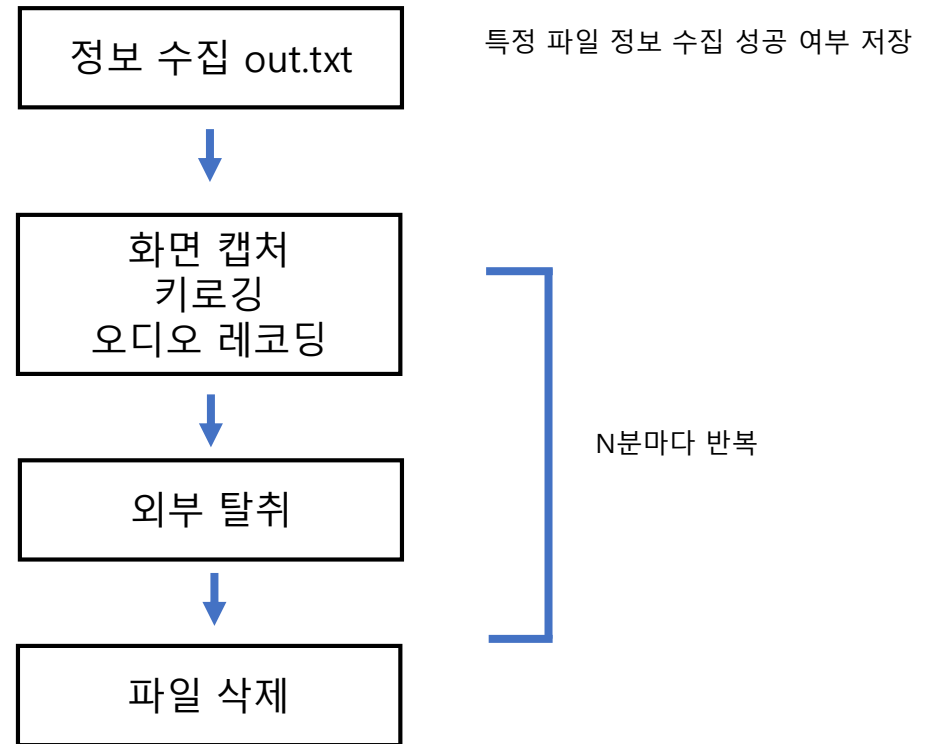 정보 수집 out.txt
특정 파일 정보 수집 성공 여부 저장
화면 캡처
키로깅
오디오 레코딩
N분마다 반복
외부 탈취
파일 삭제